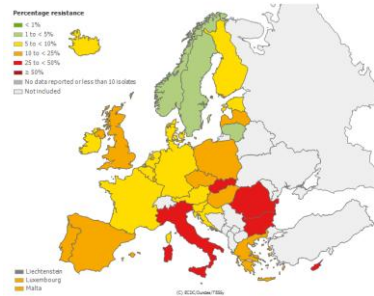 Percentage resistance
< 1%
1 to < 5%
5 to < 10%
10 to < 25%
25 to < 50%
≥ 50%
No data reported or less than 10 isolates
Not included
Liechtenstein
Luxembourg
Malta
(C) ECDC/Dundas/TESSy